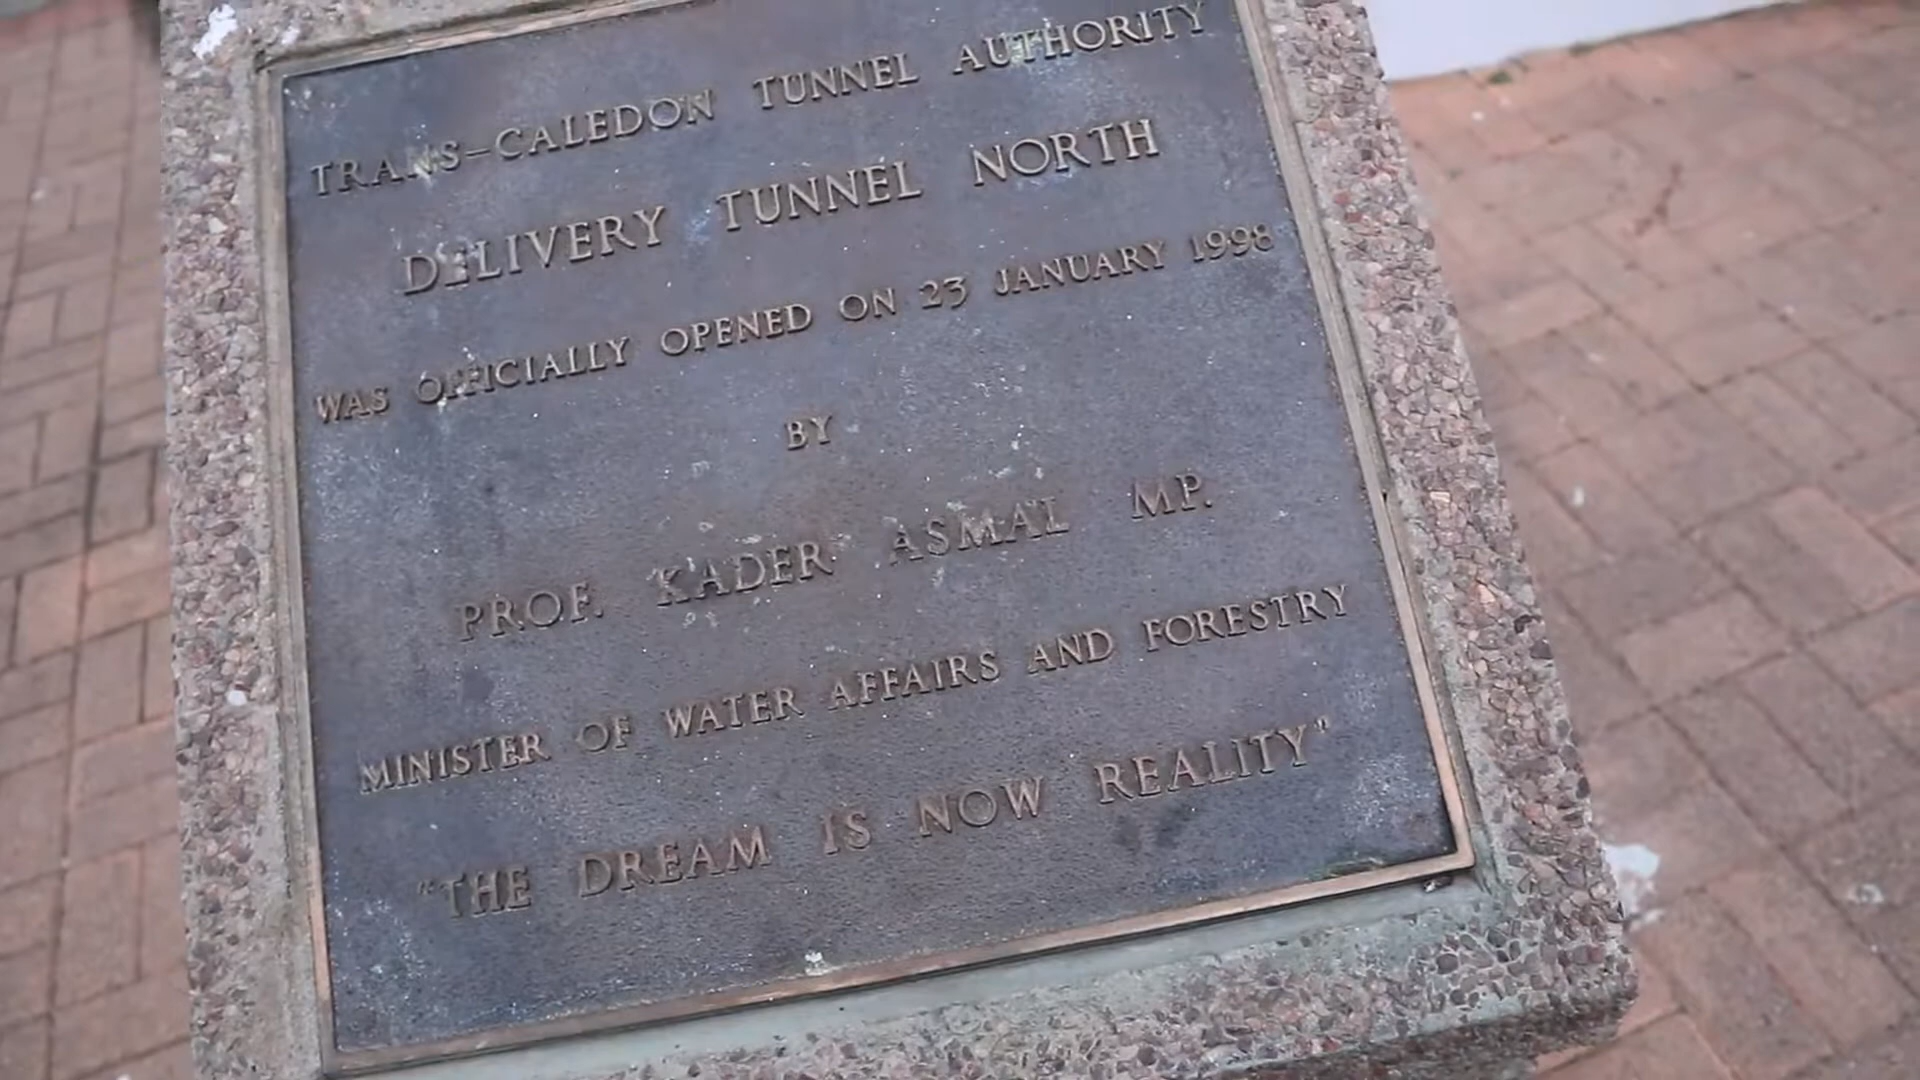 TRANS-CALEDON TUNNEL AUTHORITY
DELIVERY TUNNEL NORTH
WAS OFFICIALLY OPENED ON 23 JANUARY 1998
BY
PROF. KADER ASMAL MP.
MINISTER OF WATER AFFAIRS AND FORESTRY
"THE DREAM IS NOW REALITY"